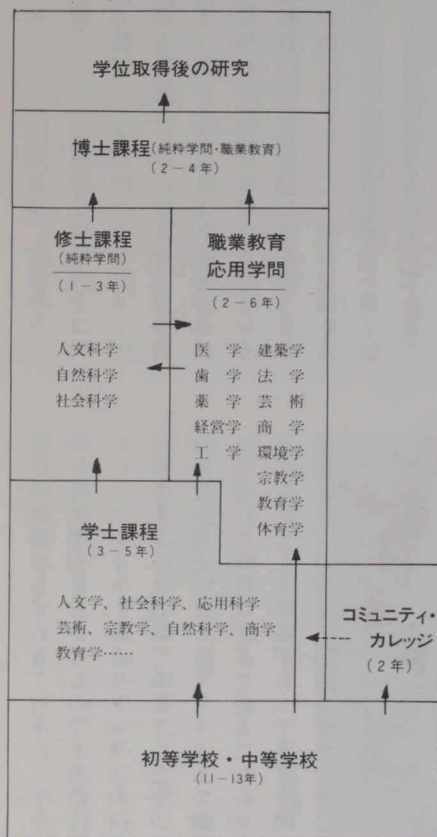 学位取得後の研究
博士課程(純粋学問・職業教育)
(2-4年)
修士課程
(純粋学問)
(1-3年)
人文科学
自然科学
社会科学
職業教育
応用学問
(2-6年)
医　学　建築学
歯　学　法　学
薬　学　芸　術
経営学　商　学
工　学　環境学
宗教学
教育学
体育学
学士課程
(3-5年)
人文学、社会科学、応用科学
芸術、宗教学、自然科学、商学
教育学……
コミュニティ・
カレッジ
(2年)
初等学校・中等学校
(11-13年)